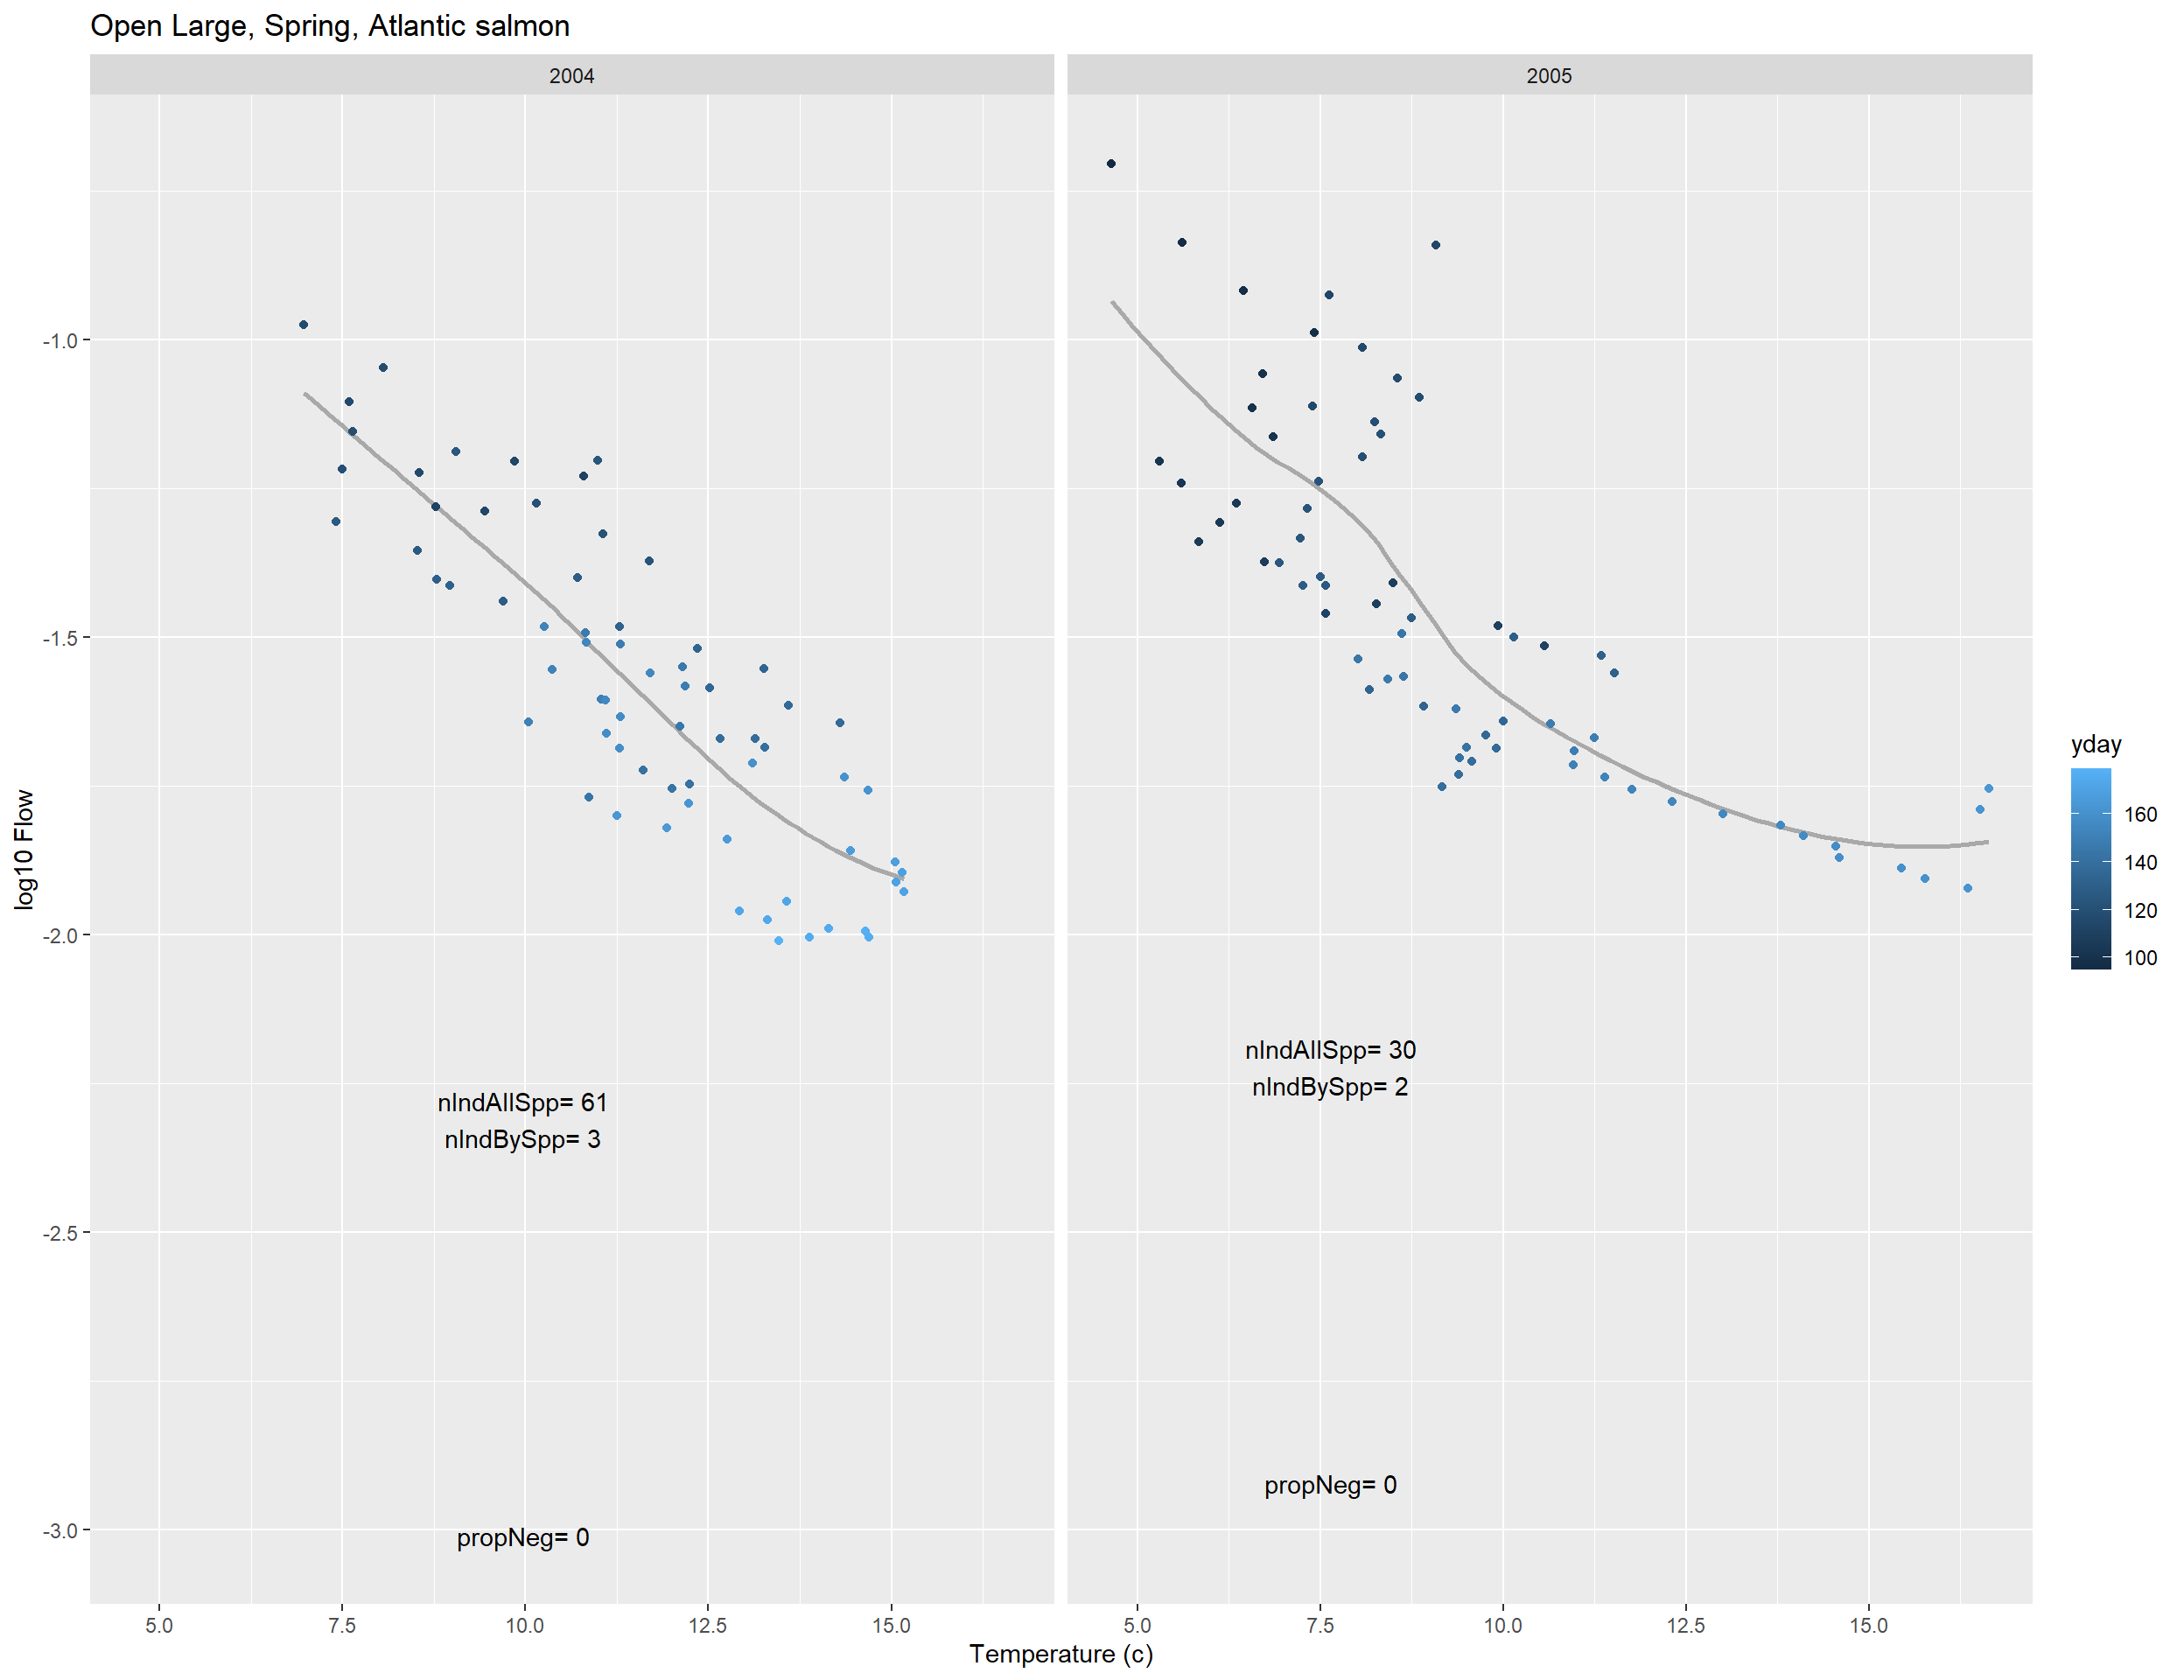 Open Large, Spring, Atlantic salmon
2004
2005
-1.0
-1.5
-2.0
-2.5
-3.0
log10 Flow
nIndAllSpp= 61
nIndBySpp= 3
propNeg= 0
nIndAllSpp= 30
nIndBySpp= 2
propNeg= 0
5.0 7.5 10.0 12.5 15.0
5.0 7.5 10.0 12.5 15.0
Temperature (c)
yday
160
140
120
100